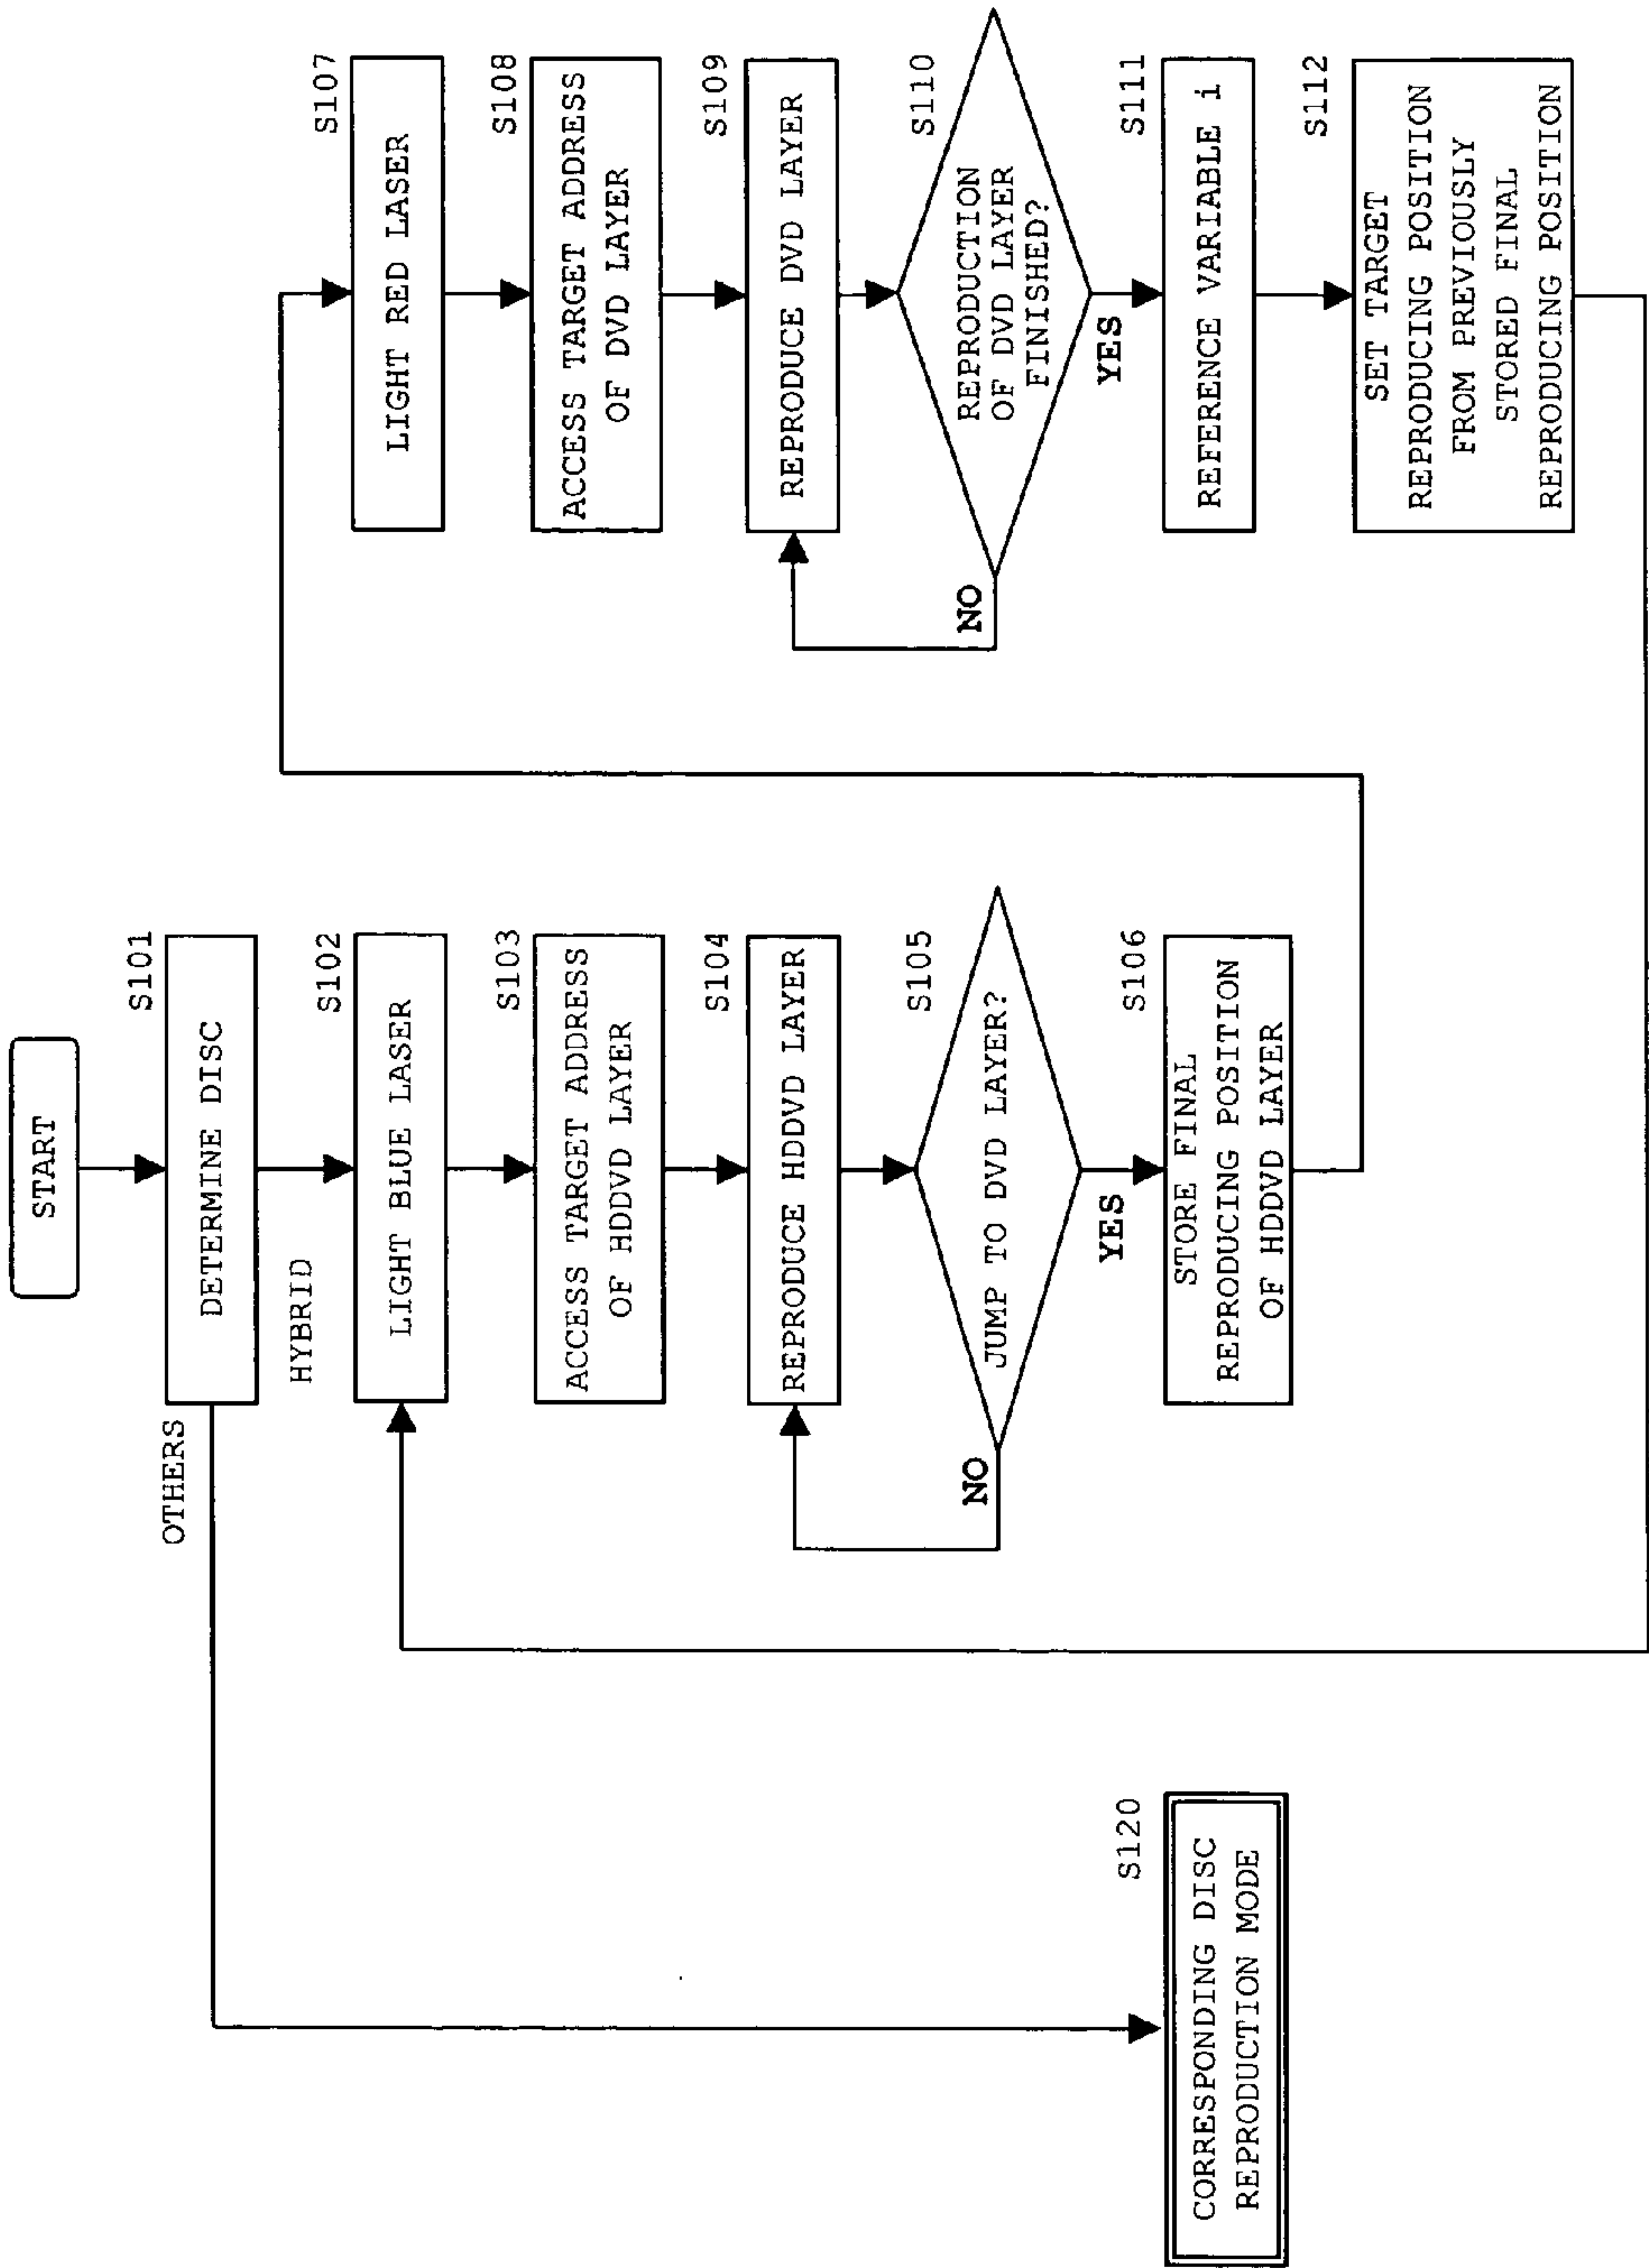 START
S101
DETERMINE DISC
OTHERS
HYBRID
S102
LIGHT BLUE LASER
S103
ACCESS TARGET ADDRESS
OF HDDVD LAYER
S104
REPRODUCE HDDVD LAYER
S105
JUMP TO DVD LAYER?
NO
YES
S106
STORE FINAL
REPRODUCING POSITION
OF HDDVD LAYER
S107
LIGHT RED LASER
S108
ACCESS TARGET ADDRESS
OF DVD LAYER
S109
REPRODUCE DVD LAYER
S110
REPRODUCTION
OF DVD LAYER
FINISHED?
NO
YES
S111
REFERENCE VARIABLE i
S112
SET TARGET
REPRODUCING POSITION
FROM PREVIOUSLY
STORED FINAL
REPRODUCING POSITION
S120
CORRESPONDING DISC
REPRODUCTION MODE